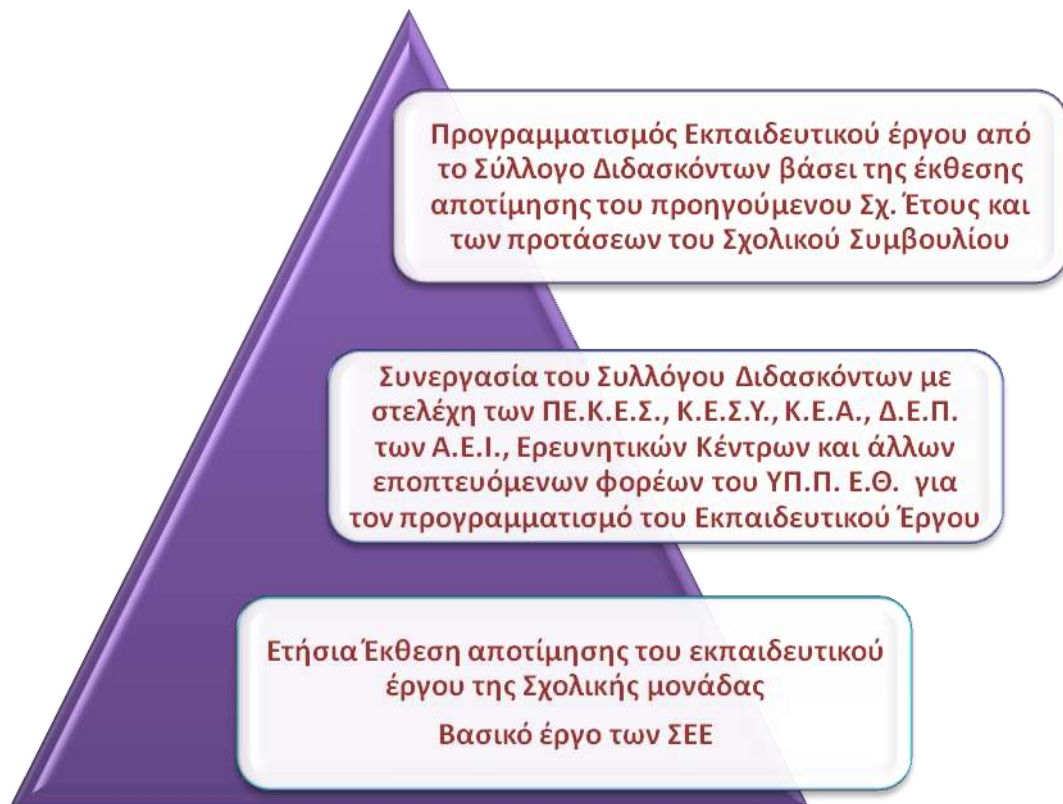 Προγραμματισμός Εκπαιδευτικού έργου από
το Σύλλογο Διδασκόντων βάσει της έκθεσης
αποτίμησης του προηγούμενου Σχ. Έτους και
των προτάσεων του Σχολικού Συμβουλίου
Συνεργασία του Συλλόγου Διδασκόντων με
στελέχη των ΠΕ.Κ.Ε.Σ., Κ.Ε.Σ.Υ., Κ.Ε.Α., Δ.Ε.Π.
των Α.Ε.Ι., Ερευνητικών Κέντρων και άλλων
εποπτευόμενων φορέων του ΥΠ.Π. Ε.Θ. για
τον προγραμματισμό του Εκπαιδευτικού Έργου
Ετήσια Έκθεση αποτίμησης του εκπαιδευτικού
έργου της Σχολικής μονάδας
Βασικό έργο των ΣΕΕ